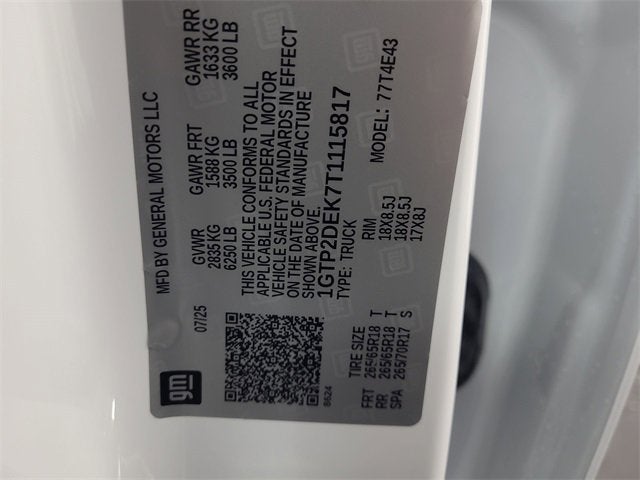 MFD BY GENERAL MOTORS LLC
07/25
GVWR GAWR FRT GAWR RR
2835 KG 1588 KG 1633 KG
6250 LB 3500 LB 3600 LB
THIS VEHICLE CONFORMS TO ALL
APPLICABLE U.S. FEDERAL MOTOR
VEHICLE SAFETY STANDARDS IN EFFECT
ON THE DATE OF MANUFACTURE
SHOWN ABOVE.
1GTP2DEK7T1115817
TYPE: TRUCK MODEL: 77T4E43
gm
8624
TIRE SIZE RIM
FRT 265/65R18 T 18X8.5J
RR 265/65R18 T 18X8.5J
SPA 265/70R17 S 17X8J